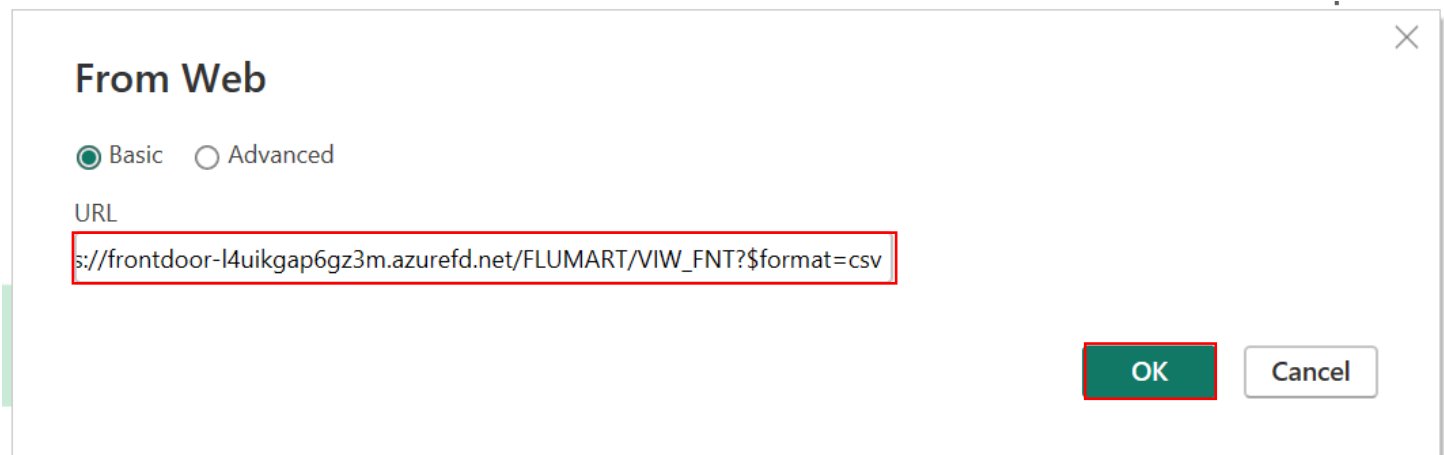 From Web
Basic Advanced
URL
s://frontdoor-l4uikgap6gz3m.azurefd.net/FLUMART/VIW_FNT?$format=csv
OK Cancel